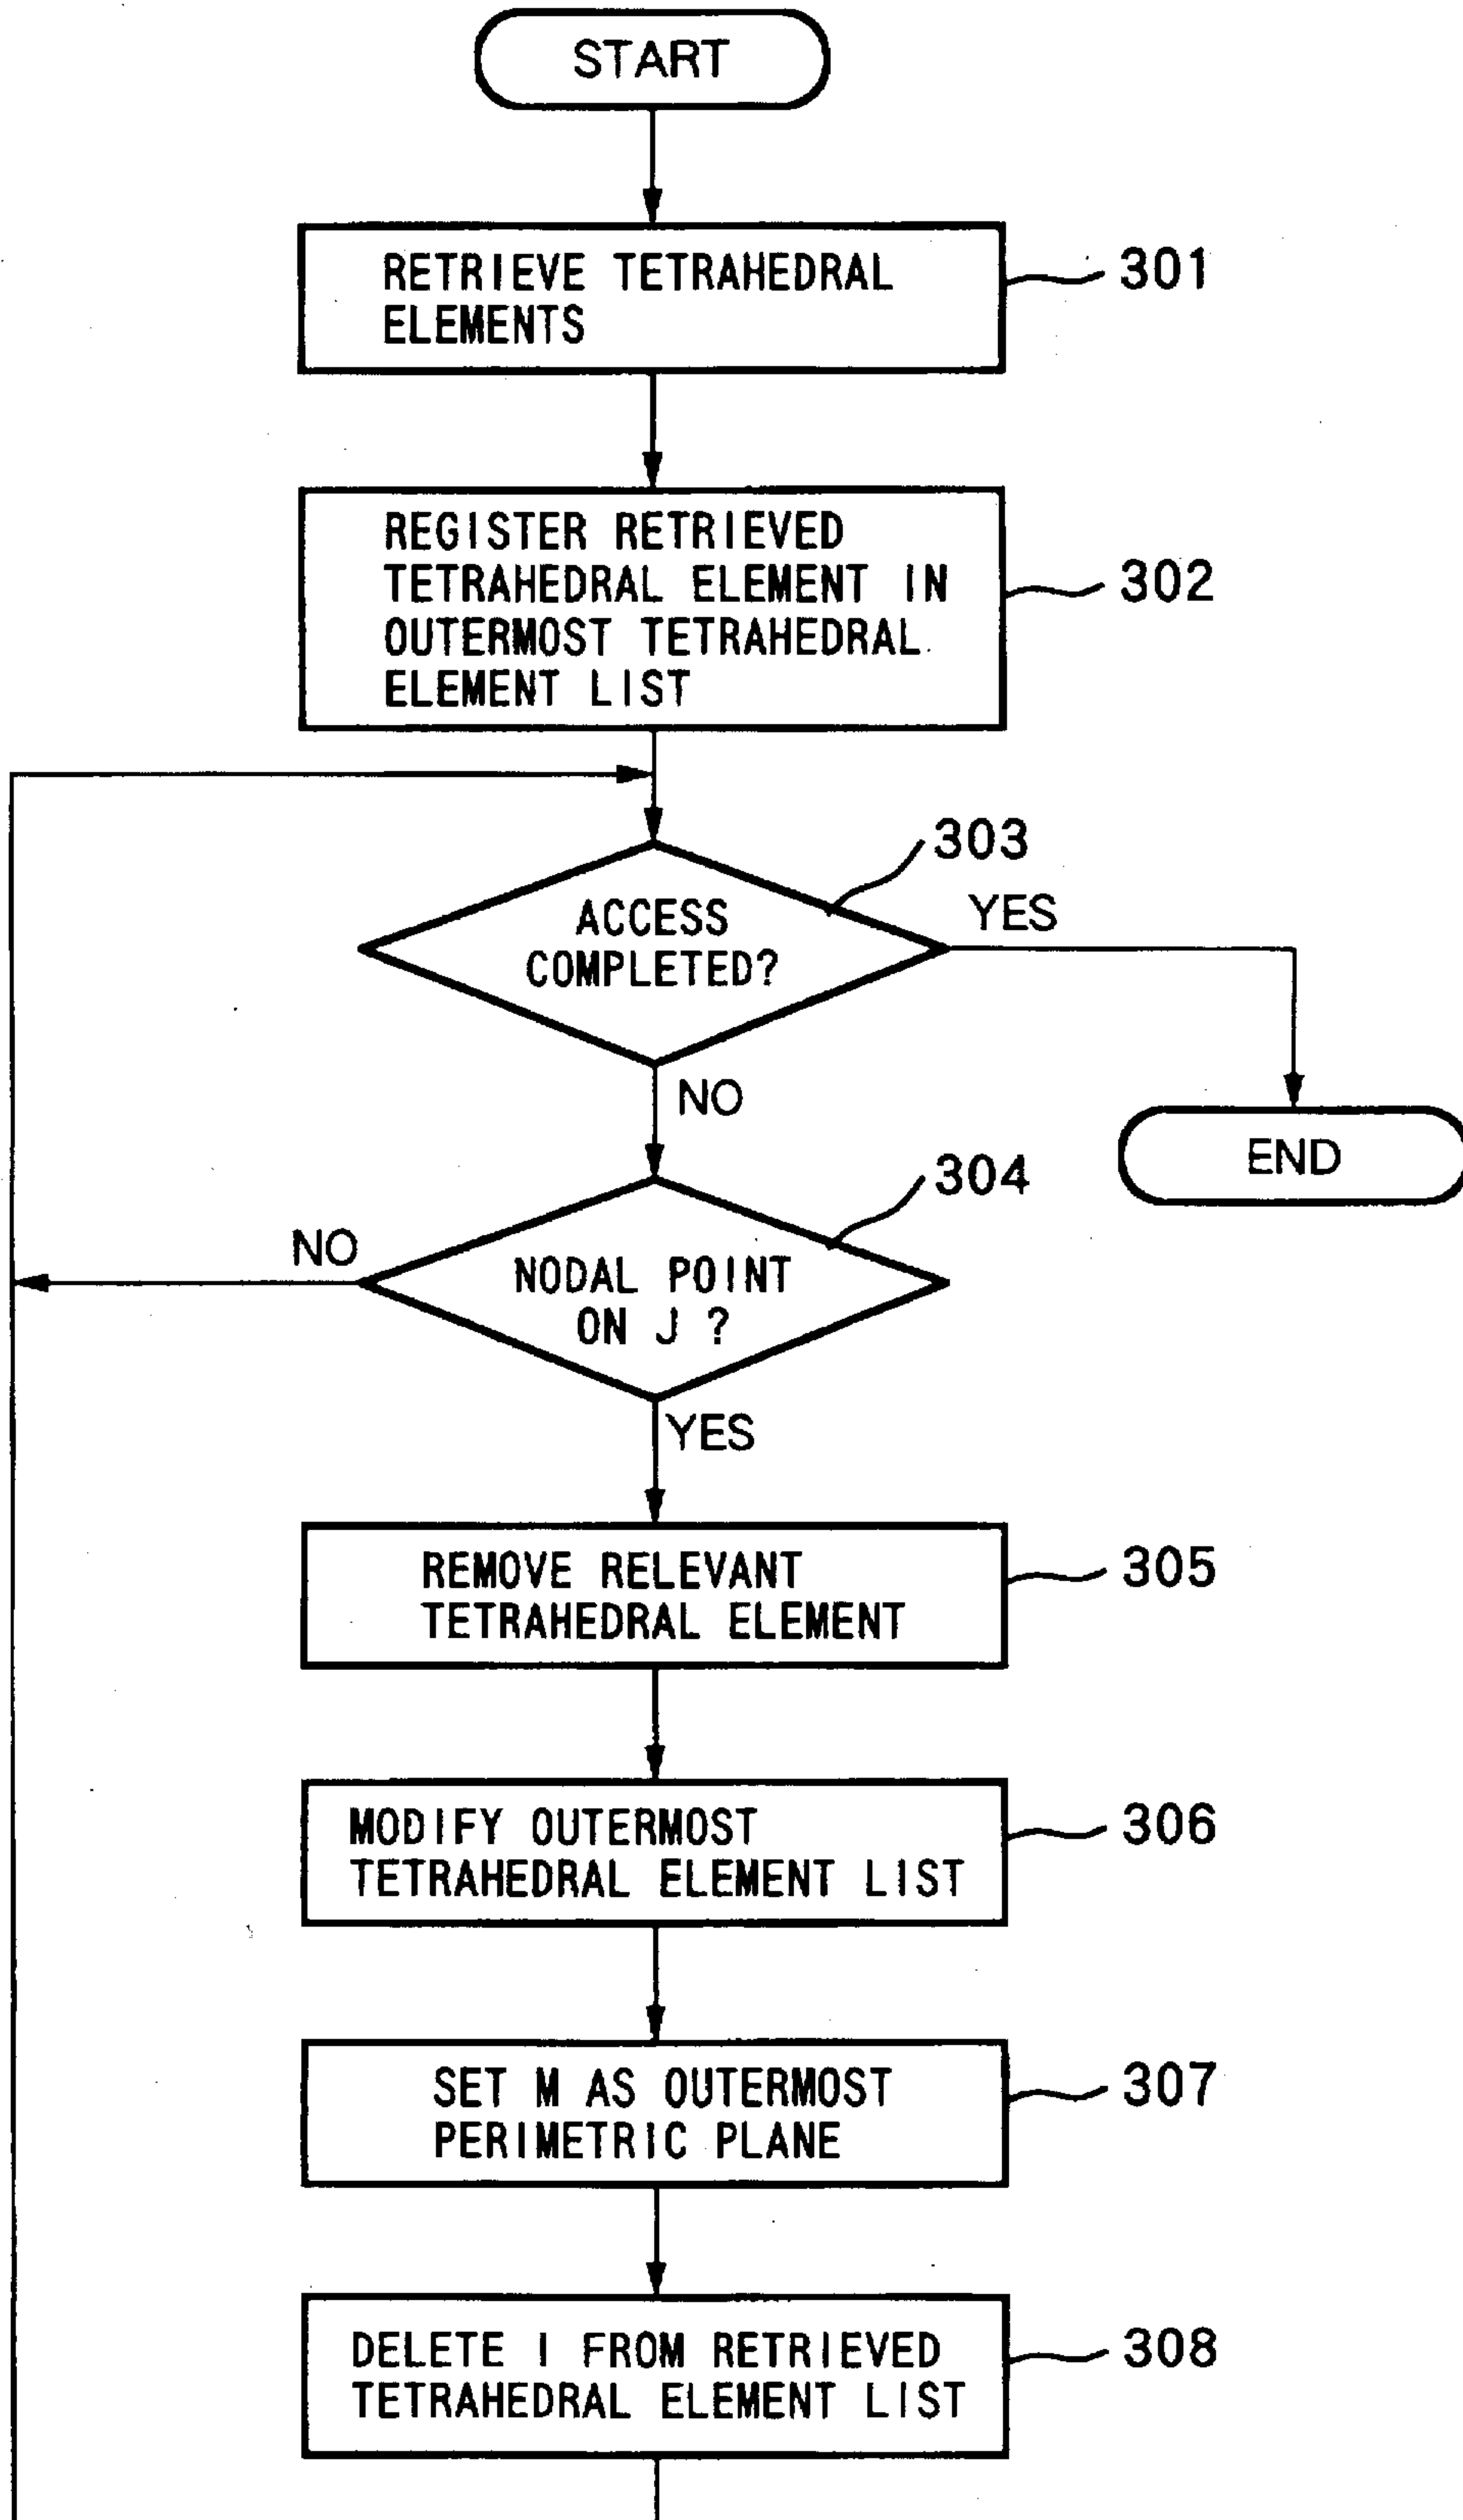 START
RETRIEVE TETRAHEDRAL
ELEMENTS
301
REGISTER RETRIEVED
TETRAHEDRAL ELEMENT IN
OUTERMOST TETRAHEDRAL
ELEMENT LIST
302
303
ACCESS
COMPLETED?
YES
NO
END
304
NO
NODAL POINT
ON J ?
YES
REMOVE RELEVANT
TETRAHEDRAL ELEMENT
305
MODIFY OUTERMOST
TETRAHEDRAL ELEMENT LIST
306
SET M AS OUTERMOST
PERIMETRIC PLANE
307
DELETE I FROM RETRIEVED
TETRAHEDRAL ELEMENT LIST
308